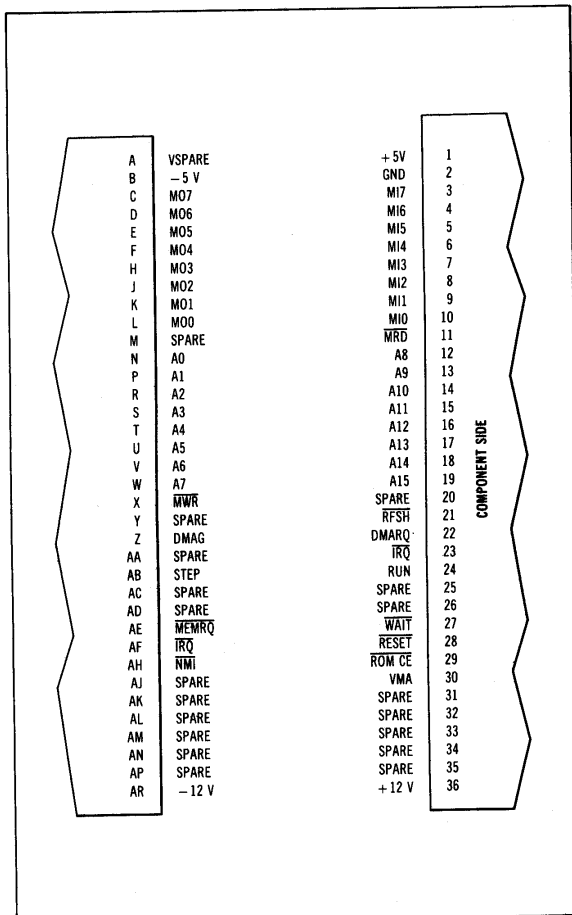 A VSPARE
B – 5 V
C MO7
D MO6
E MO5
F MO4
H MO3
J MO2
K MO1
L MO0
M SPARE
N A0
P A1
R A2
S A3
T A4
U A5
V A6
W A7
X MWR
Y SPARE
Z DMAG
AA SPARE
AB STEP
AC SPARE
AD SPARE
AE MEMRQ
AF IRQ
AH NMI
AJ SPARE
AK SPARE
AL SPARE
AM SPARE
AN SPARE
AP SPARE
AR – 12 V
+ 5V 1
GND 2
MI7 3
MI6 4
MI5 5
MI4 6
MI3 7
MI2 8
MI1 9
MI0 10
MRD 11
A8 12
A9 13
A10 14
A11 15
A12 16
A13 17
A14 18
A15 19
SPARE 20
RFSH 21
DMARQ 22
IRQ 23
RUN 24
SPARE 25
SPARE 26
WAIT 27
RESET 28
ROM CE 29
VMA 30
SPARE 31
SPARE 32
SPARE 33
SPARE 34
SPARE 35
+ 12 V 36
COMPONENT SIDE